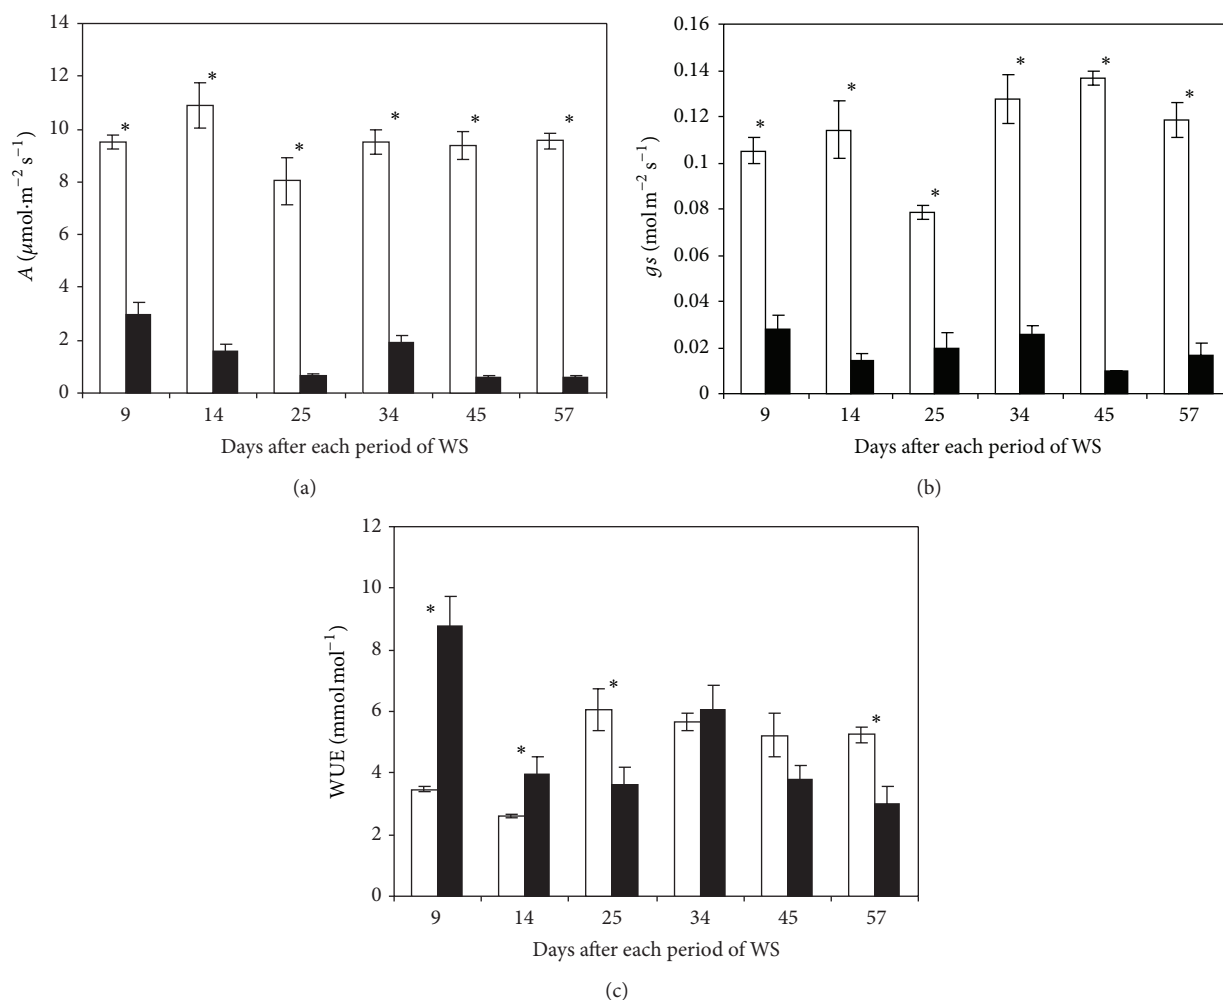 14
12
10
8
6
4
2
0
A (μmol·m⁻² s⁻¹)
* * * * * *
9 14 25 34 45 57
Days after each period of WS
(a)
0.16
0.14
0.12
0.1
0.08
0.06
0.04
0.02
0
gs (mol m⁻² s⁻¹)
* * * * * *
9 14 25 34 45 57
Days after each period of WS
(b)
12
10
8
6
4
2
0
WUE (mmol mol⁻¹)
* * * *
9 14 25 34 45 57
Days after each period of WS
(c)